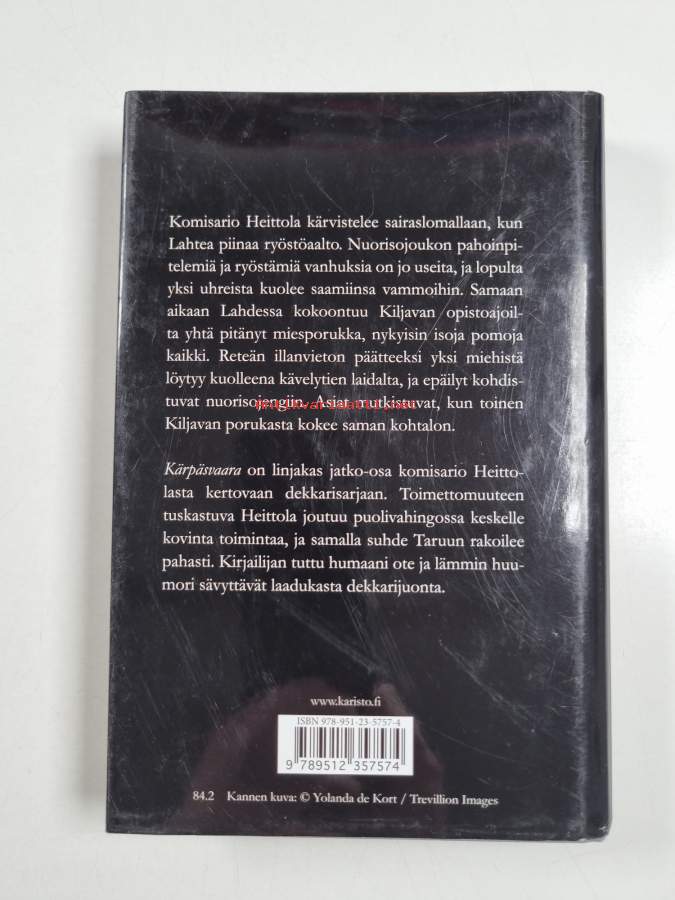 Komisario Heittola kärvistelee sairaslomallaan, kun
Lahtea piinaa ryöstöaalto. Nuorisojoukon pahoinpi-
telemiä ja ryöstämiä vanhuksia on jo useita, ja lopulta
yksi uhreista kuolee saamiinsa vammoihin. Samaan
aikaan Lahdessa kokoontuu Kiljavan opistoajoil-
ta yhtä pitänyt miesporukka, nykyisin isoja pomoja
kaikki. Reteän illanvieton päätteeksi yksi miehistä
löytyy kuolleena kävelytien laidalta, ja epäilyt kohdis-
tuvat nuorisojengiin. Asiat mutkistuvat, kun toinen
Kiljavan porukasta kokee saman kohtalon.
Kärpäsvaara on linjakas jatko-osa komisario Heitto-
lasta kertovaan dekkarisarjaan. Toimettomuuteen
tuskastuva Heittola joutuu puolivahingossa keskelle
kovinta toimintaa, ja samalla suhde Taruun rakoilee
pahasti. Kirjailijan tuttu humaani ote ja lämmin huu-
mori sävyttävät laadukasta dekkarijuonta.
www.karisto.fi
ISBN 978-951-23-5757-4
9 789512 357574
84.2 Kannen kuva: © Yolanda de Kort / Trevillion Images